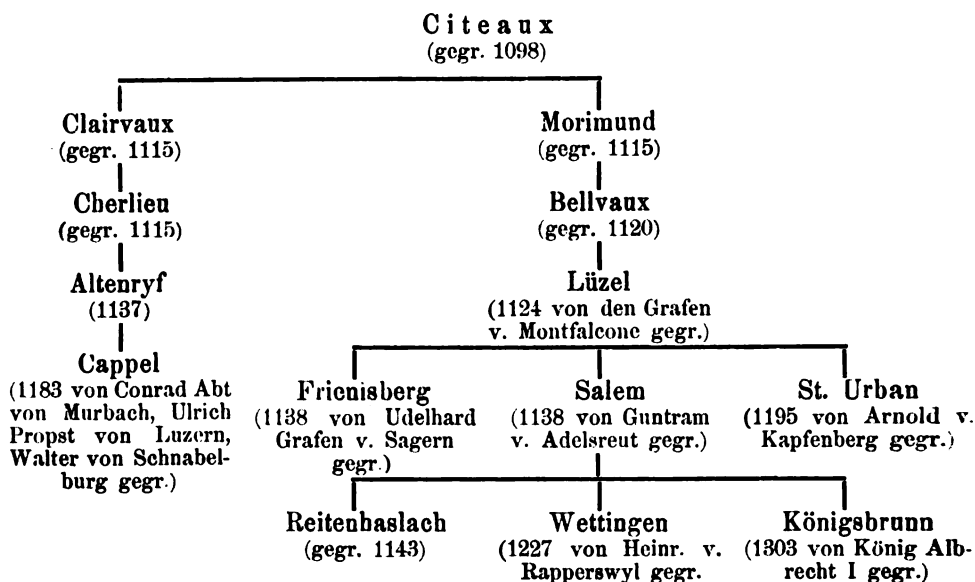 Citeaux
(gegr. 1098)
Clairvaux
(gegr. 1115)
Morimund
(gegr. 1115)
Cherlieu
(gegr. 1115)
Bellvaux
(gegr. 1120)
Altenryf
(1137)
Lüzel
(1124 von den Grafen
v. Montfalcone gegr.)
Cappel
(1183 von Conrad Abt
von Murbach, Ulrich
Propst von Luzern,
Walter von Schnabel-
burg gegr.)
Frienisberg
(1138 von Udelhard
Grafen v. Sagern
gegr.)
Salem
(1138 von Guntram
v. Adelsreut gegr.)
St. Urban
(1195 von Arnold v.
Kapfenberg gegr.)
Reitenhaslach
(gegr. 1143)
Wettingen
(1227 von Heinr. v.
Rapperswyl gegr.
Königsbrunn
(1303 von König Alb-
recht I gegr.)